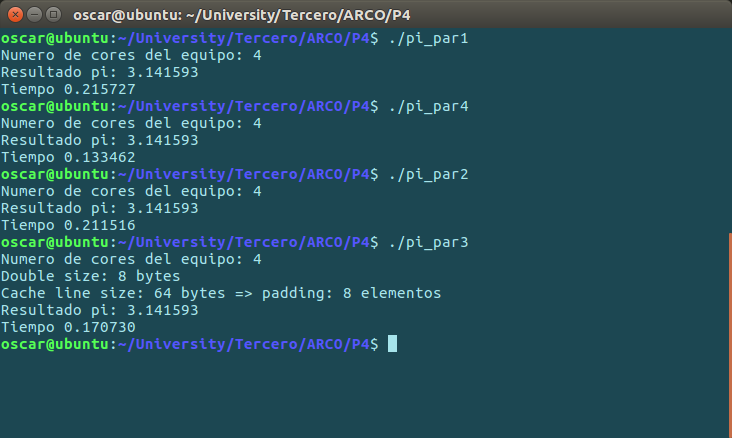 oscar@ubuntu: ~/University/Tercero/ARCO/P4
oscar@ubuntu:~/University/Tercero/ARCO/P4$ ./pi_par1
Numero de cores del equipo: 4
Resultado pi: 3.141593
Tiempo 0.215727
oscar@ubuntu:~/University/Tercero/ARCO/P4$ ./pi_par4
Numero de cores del equipo: 4
Resultado pi: 3.141593
Tiempo 0.133462
oscar@ubuntu:~/University/Tercero/ARCO/P4$ ./pi_par2
Numero de cores del equipo: 4
Resultado pi: 3.141593
Tiempo 0.211516
oscar@ubuntu:~/University/Tercero/ARCO/P4$ ./pi_par3
Numero de cores del equipo: 4
Double size: 8 bytes
Cache line size: 64 bytes => padding: 8 elementos
Resultado pi: 3.141593
Tiempo 0.170730
oscar@ubuntu:~/University/Tercero/ARCO/P4$